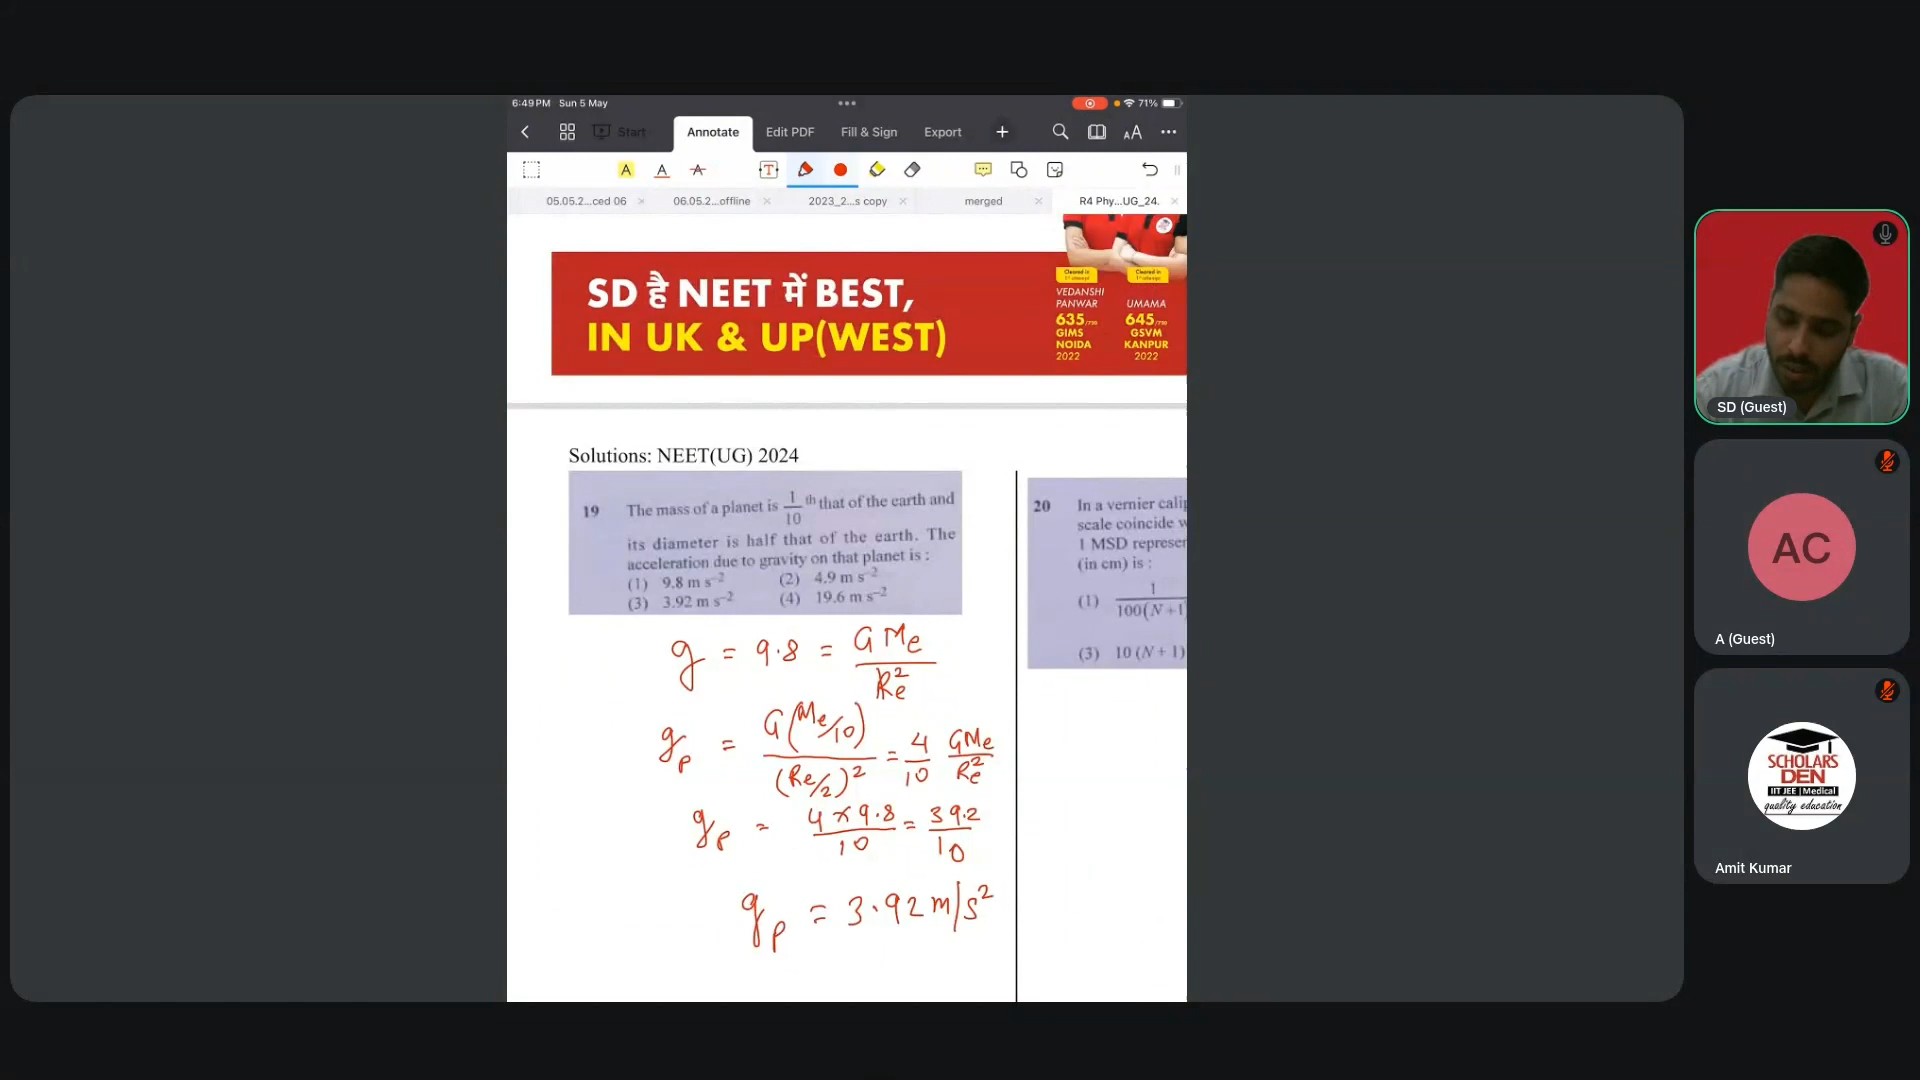 6:49 PM Sun 5 May
71%
Start
Annotate
Edit PDF
Fill & Sign
Export
05.05.2...ced 06
06.05.2...offline
2023_2...s copy
merged
R4 Phy...UG_24.
SD है NEET में BEST,
IN UK & UP(WEST)
VEDANSHI
PANWAR
635
GIMS
NOIDA
2022
UMAMA
645
GSVM
KANPUR
2022
Solutions: NEET(UG) 2024
19 The mass of a planet is 1/10 th that of the earth and
its diameter is half that of the earth. The
acceleration due to gravity on that planet is :
(1) 9.8 m s⁻² (2) 4.9 m s⁻²
(3) 3.92 m s⁻² (4) 19.6 m s⁻²
g = 9.8 = GMe/Re²
gp = G(Me/10)/(Re/2)² = 4/10 GMe/Re²
gp = 4×9.8/10 = 39.2/10
gp = 3.92 m/s²
20 In a vernier
scale coincide
1 MSD
(in cm) is :
(1) 1/100(N+1
(3) 10 (N + 1)
SD (Guest)
AC
A (Guest)
SCHOLARS
DEN
IIT JEE | Medical
quality education
Amit Kumar